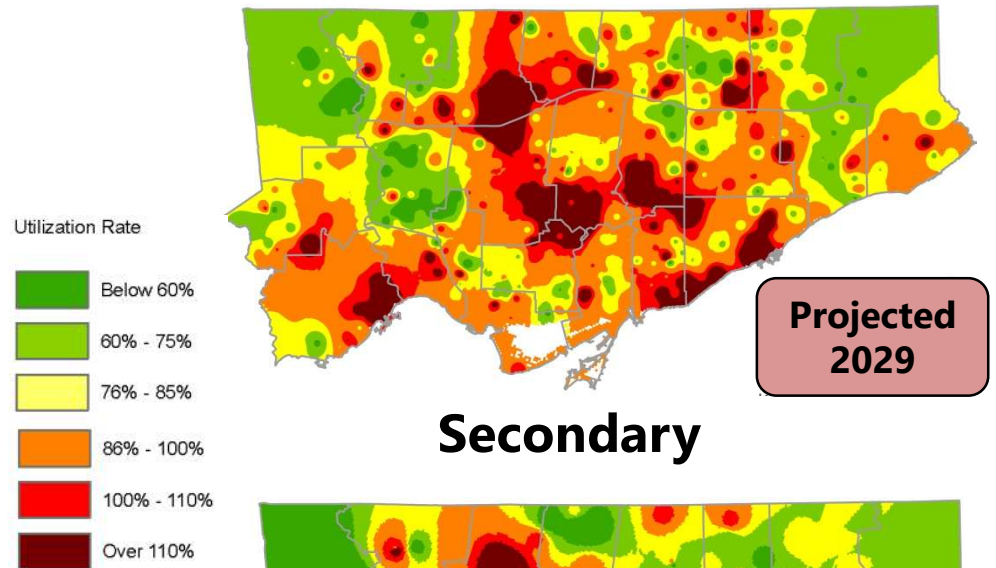 Utilization Rate
Below 60%
60% - 75%
76% - 85%
86% - 100%
100% - 110%
Over 110%
Projected
2029
Secondary